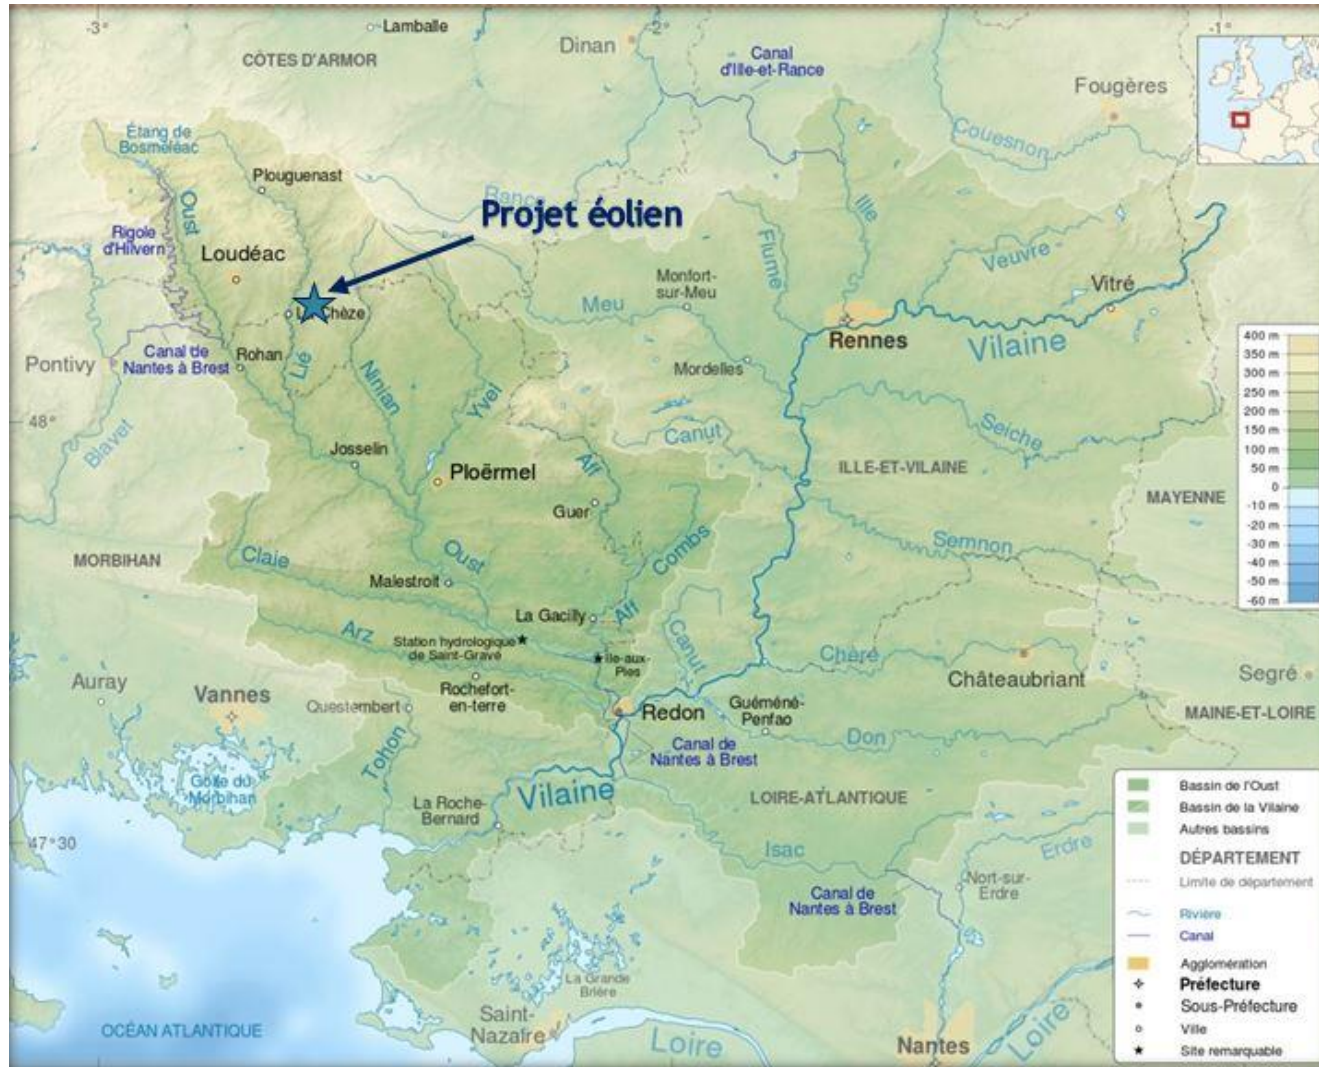 -3°
Lamballe
-2°
-1°
CÔTES D'ARMOR
Dinan
Canal
d'Ille-et-Rance
Fougères
Couesnon
Étang de
Bosméléac
Plouguenast
Oust
Rance
Ille
Projet éolien
Rigole
d'Hilvern
Loudéac
Flume
Veuvre
Monfort-
sur-Meu
Vitré
Meu
La Chèze
Rennes
Vilaine
Pontivy
Canal de
Nantes à Brest
Rohan
Lié
Ninian
Yvel
Mordelles
48°
Blavet
Josselin
Canut
Seiche
Aff
Ploërmel
ILLE-ET-VILAINE
MAYENNE
Guer
MORBIHAN
Claie
Oust
Combs
Semnon
Malestroit
La Gacilly
Aff
Arz
Station hydrologique
de Saint-Gravé
Île-aux-
Pies
Canut
Chère
Auray
Vannes
Rochefort-
en-terre
Châteaubriant
Segré
Questembert
Redon
Guéméné-
Penfao
MAINE-ET-LOIRE
Tohon
Canal de
Nantes à Brest
Don
Golfe du
Morbihan
La Roche-
Bernard
Vilaine
LOIRE-ATLANTIQUE
47°30
Isac
Erdre
Canal de
Nantes à Brest
Nort-sur-
Erdre
La Grande
Brière
OCÉAN ATLANTIQUE
Saint-
Nazaire
Loire
Nantes
Loire
400 m
350 m
300 m
250 m
200 m
150 m
100 m
50 m
0
-10 m
-20 m
-30 m
-40 m
-50 m
-60 m
Bassin de l'Oust
Bassin de la Vilaine
Autres bassins
DÉPARTEMENT
Limite de département
Rivière
Canal
Agglomération
Préfecture
Sous-Préfecture
Ville
Site remarquable